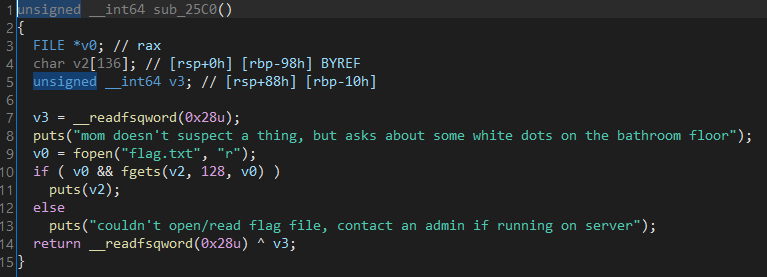 1 unsigned __int64 sub_25C0()
2 {
3 FILE *v0; // rax
4 char v2[136]; // [rsp+0h] [rbp-98h] BYREF
5 unsigned __int64 v3; // [rsp+88h] [rbp-10h]
6
7 v3 = __readfsqword(0x28u);
8 puts("mom doesn't suspect a thing, but asks about some white dots on the bathroom floor");
9 v0 = fopen("flag.txt", "r");
10 if ( v0 && fgets(v2, 128, v0) )
11 puts(v2);
12 else
13 puts("couldn't open/read flag file, contact an admin if running on server");
14 return __readfsqword(0x28u) ^ v3;
15 }